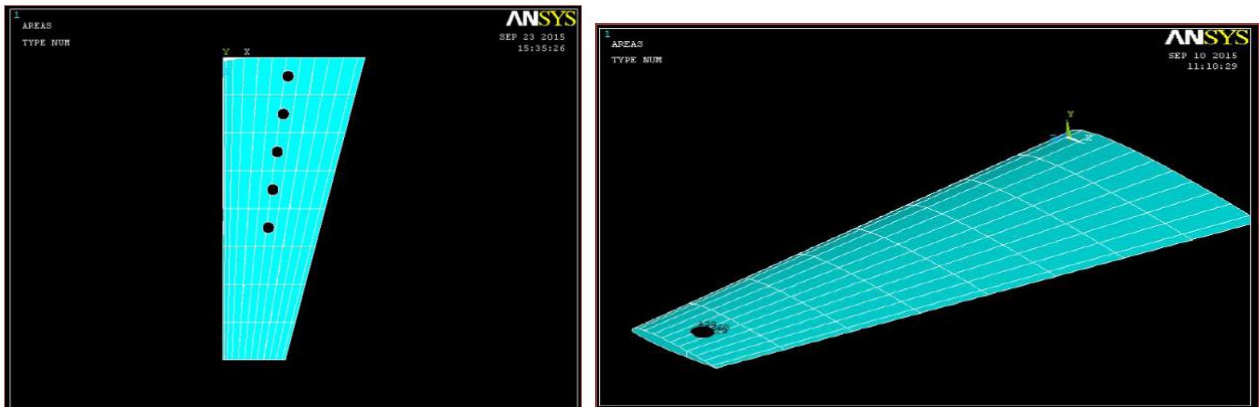 1
AREAS
TYPE NUM
ANSYS
SEP 23 2015
15:35:26
Y X
1
AREAS
TYPE NUM
ANSYS
SEP 10 2015
11:10:29
Y
X